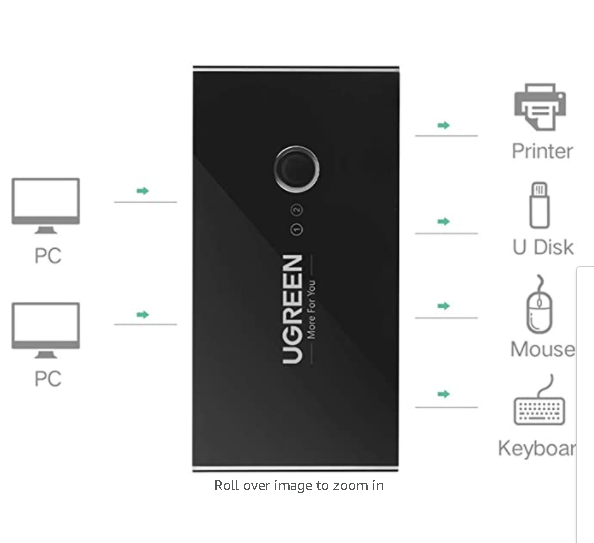 Printer
PC
1 2
U Disk
UGREEN
More For You
Mouse
PC
Keyboar
Roll over image to zoom in